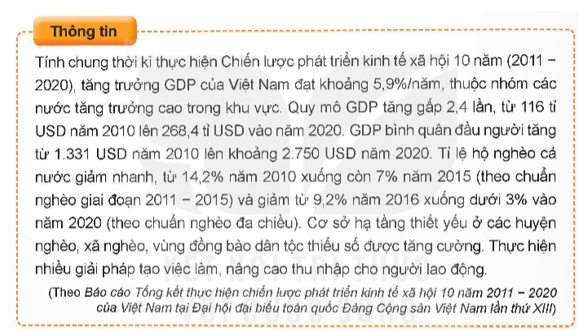 Thông tin
Tính chung thời kì thực hiện Chiến lược phát triển kinh tế xã hội 10 năm (2011 –
2020), tăng trưởng GDP của Việt Nam đạt khoảng 5,9%/năm, thuộc nhóm các
nước tăng trưởng cao trong khu vực. Quy mô GDP tăng gấp 2,4 lần, từ 116 tỉ
USD năm 2010 lên 268,4 tỉ USD vào năm 2020. GDP bình quân đầu người tăng
từ 1.331 USD năm 2010 lên khoảng 2.750 USD năm 2020. Tỉ lệ hộ nghèo cả
nước giảm nhanh, từ 14,2% năm 2010 xuống còn 7% năm 2015 (theo chuẩn
nghèo giai đoạn 2011 – 2015) và giảm từ 9,2% năm 2016 xuống dưới 3% vào
năm 2020 (theo chuẩn nghèo đa chiều). Cơ sở hạ tầng thiết yếu ở các huyện
nghèo, xã nghèo, vùng đồng bào dân tộc thiểu số được tăng cường. Thực hiện
nhiều giải pháp tạo việc làm, nâng cao thu nhập cho người lao động.
(Theo Báo cáo Tổng kết thực hiện chiến lược phát triển kinh tế xã hội 10 năm 2011 – 2020
của Việt Nam tại Đại hội đại biểu toàn quốc Đảng Cộng sản Việt Nam lần thứ XIII)